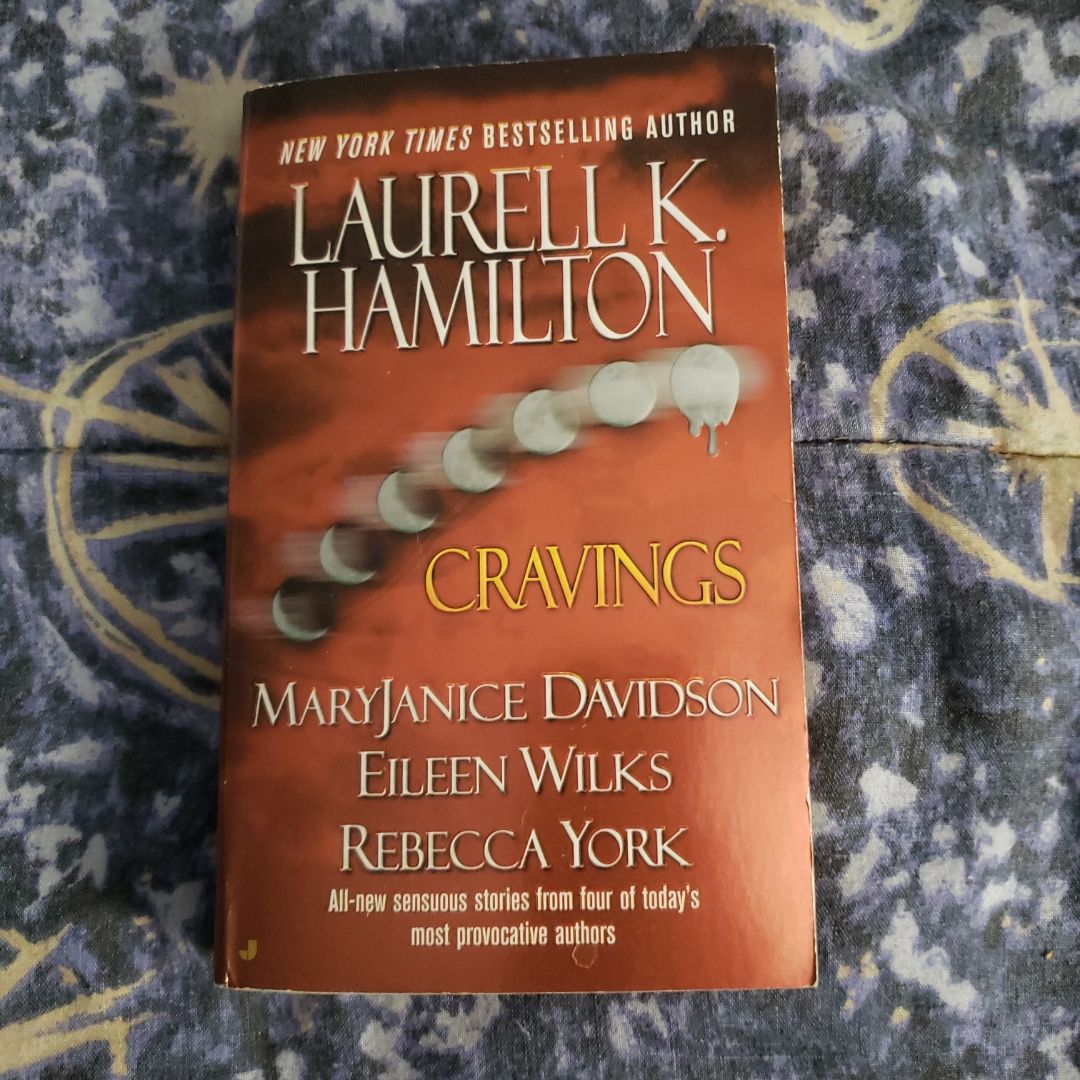 NEW YORK TIMES BESTSELLING AUTHOR
LAURELL K.
HAMILTON
CRAVINGS
MARYJANICE DAVIDSON
EILEEN WILKS
REBECCA YORK
All-new sensuous stories from four of today's
most provocative authors
J